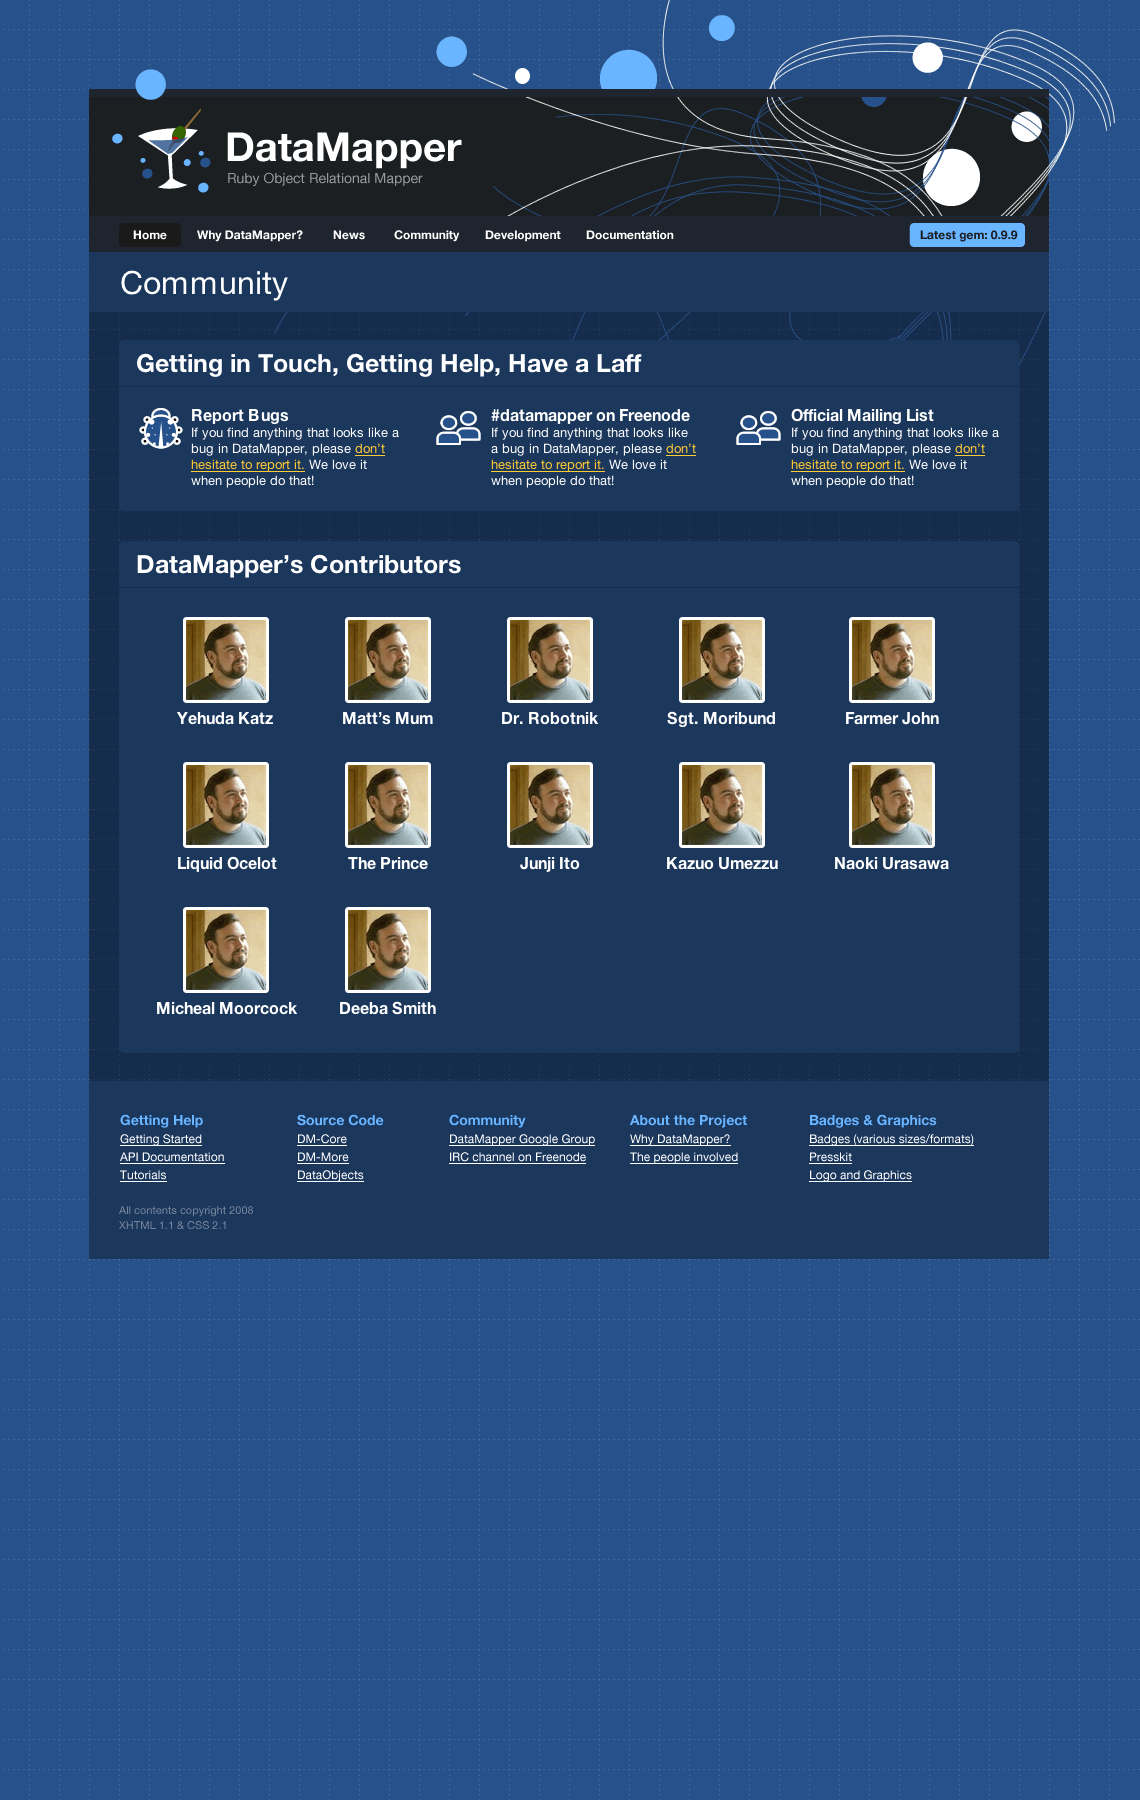 DataMapper
Ruby Object Relational Mapper
Home Why DataMapper? News Community Development Documentation Latest gem: 0.9.9
Community
Getting in Touch, Getting Help, Have a Laff
Report Bugs
If you find anything that looks like a
bug in DataMapper, please don’t
hesitate to report it. We love it
when people do that!
#datamapper on Freenode
If you find anything that looks like
a bug in DataMapper, please don’t
hesitate to report it. We love it
when people do that!
Official Mailing List
If you find anything that looks like a
bug in DataMapper, please don’t
hesitate to report it. We love it
when people do that!
DataMapper’s Contributors
Yehuda Katz Matt’s Mum Dr. Robotnik Sgt. Moribund Farmer John
Liquid Ocelot The Prince Junji Ito Kazuo Umezzu Naoki Urasawa
Micheal Moorcock Deeba Smith
Getting Help
Getting Started
API Documentation
Tutorials
Source Code
DM-Core
DM-More
DataObjects
Community
DataMapper Google Group
IRC channel on Freenode
About the Project
Why DataMapper?
The people involved
Badges & Graphics
Badges (various sizes/formats)
Presskit
Logo and Graphics
All contents copyright 2008
XHTML 1.1 & CSS 2.1